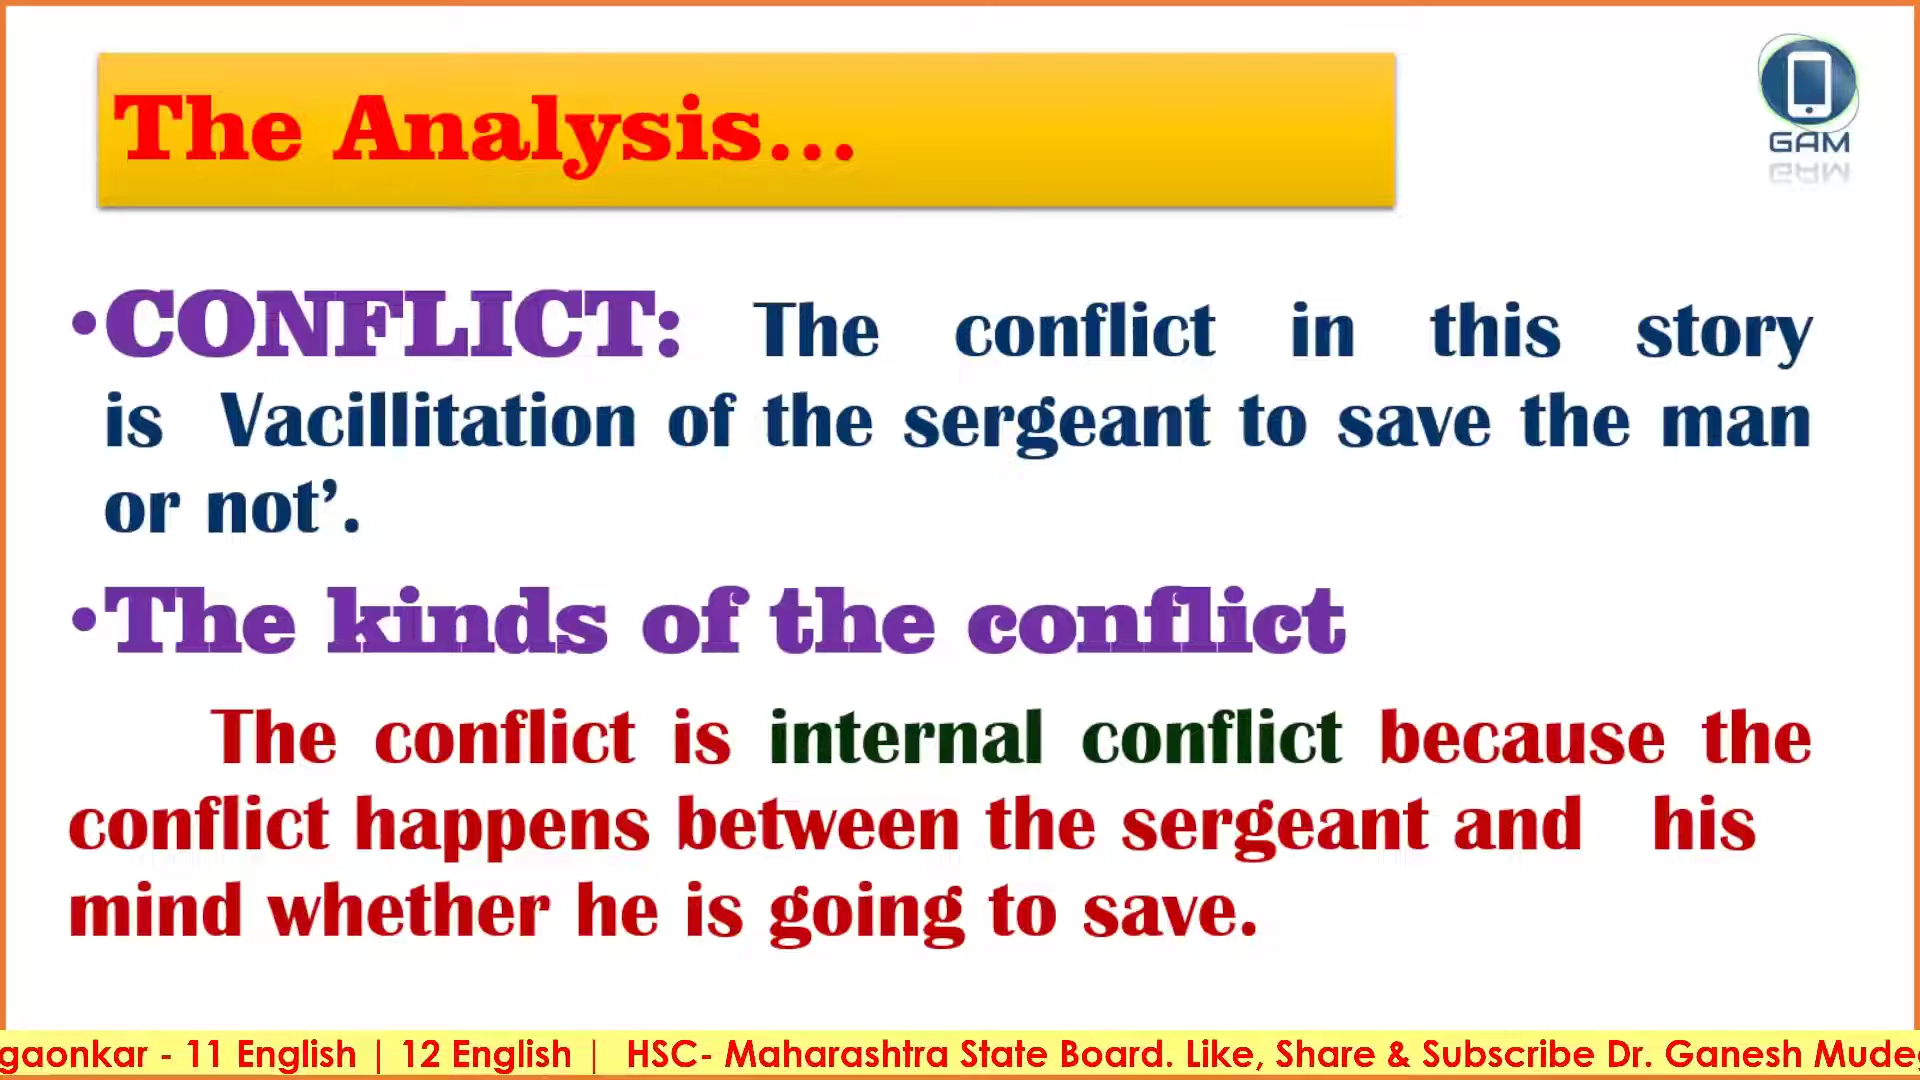 The Analysis...
GAM
•CONFLICT: The conflict in this story
is Vacillitation of the sergeant to save the man
or not’.
•The kinds of the conflict
The conflict is internal conflict because the
conflict happens between the sergeant and his
mind whether he is going to save.
gaonkar - 11 English | 12 English | HSC- Maharashtra State Board. Like, Share & Subscribe Dr. Ganesh Mude